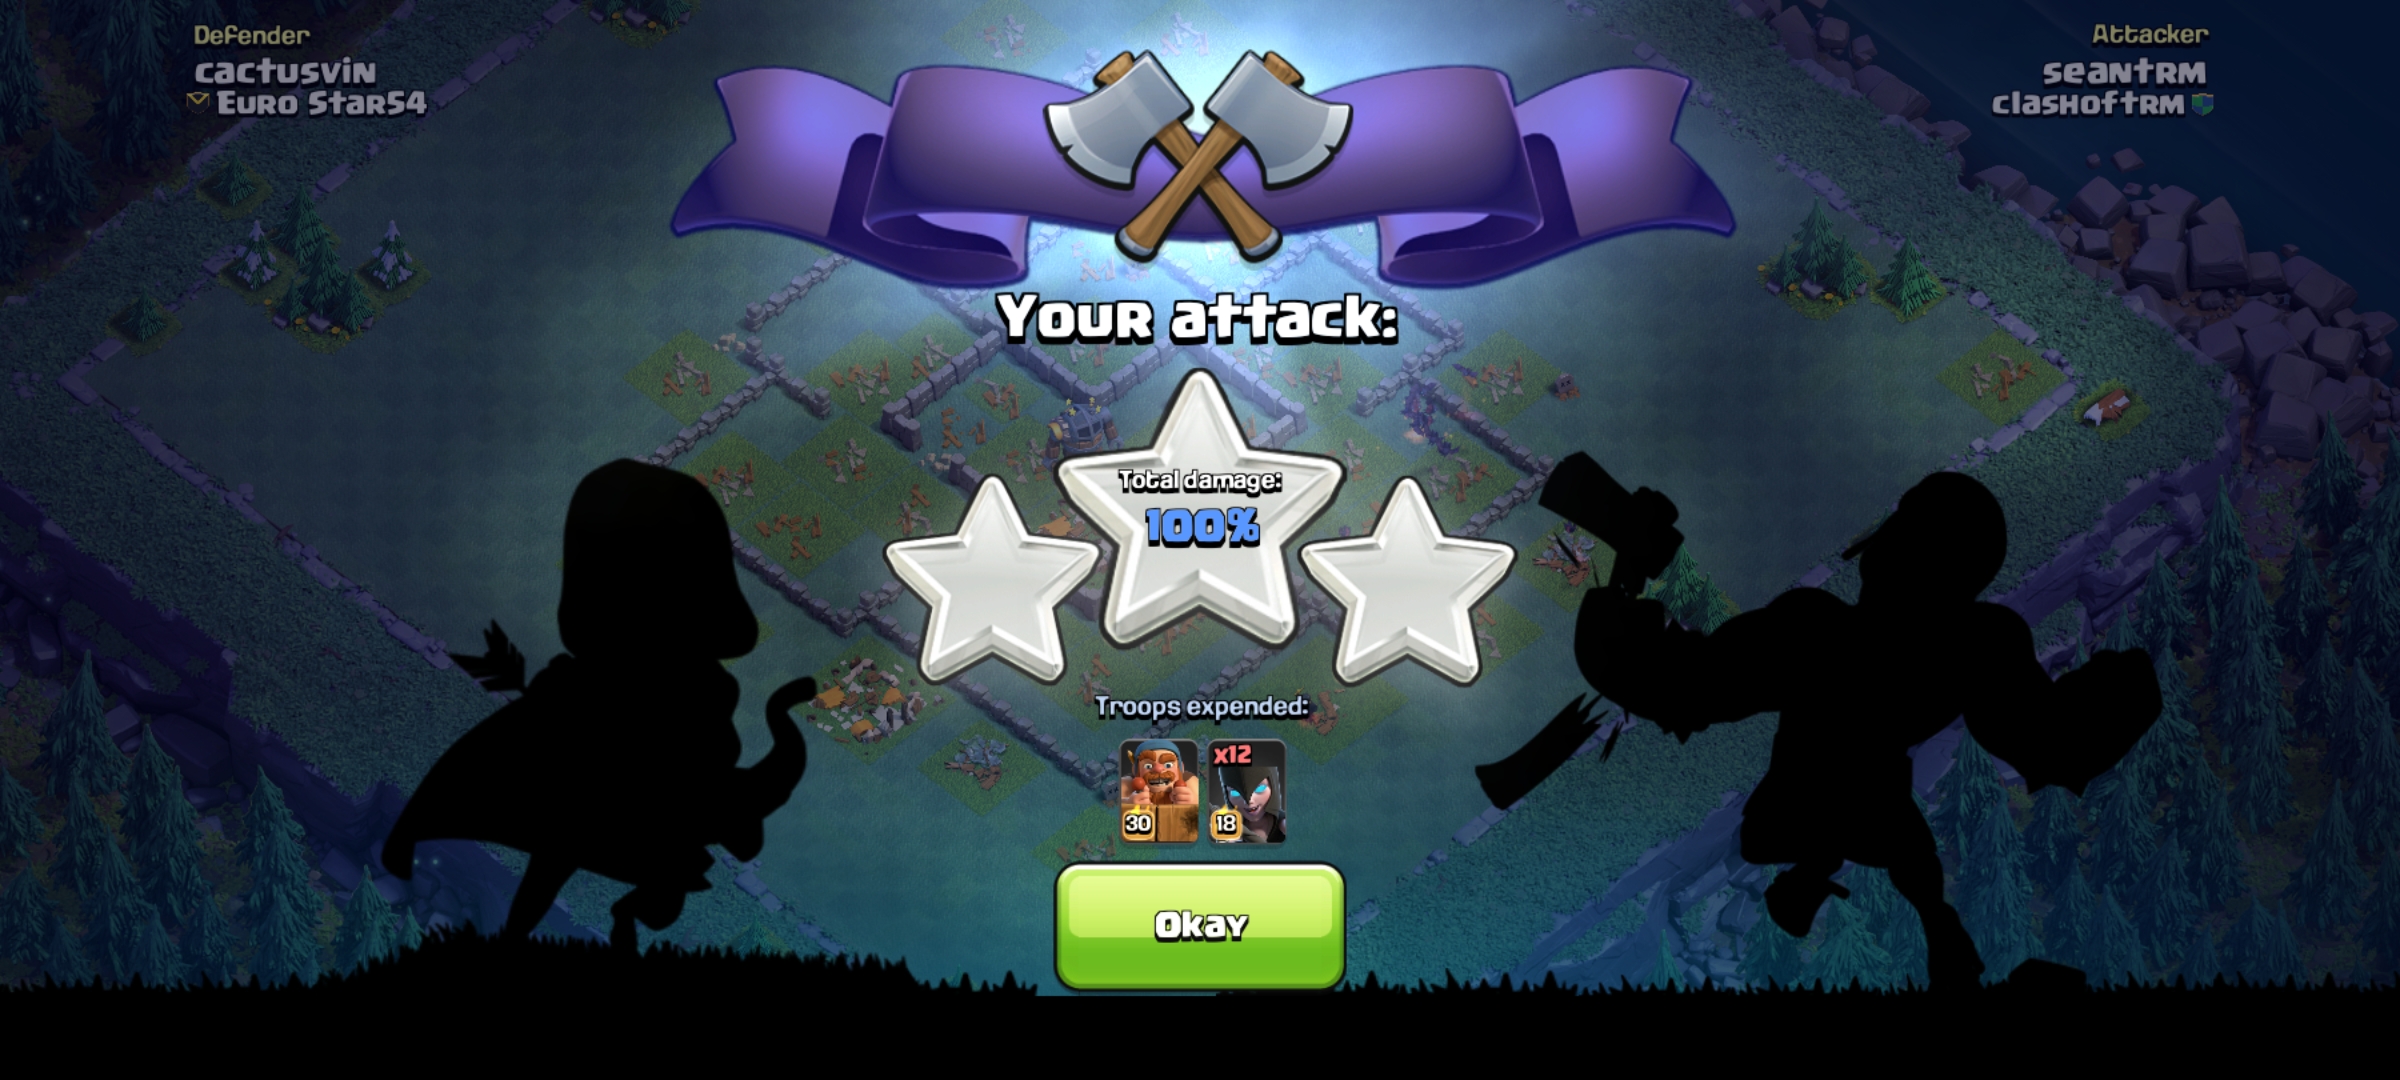 Defender
cactusvin
Euro Star54
Attacker
seantrm
clashoftrm
Your attack:
Total damage:
100%
Troops expended:
x12
30
18
Okay